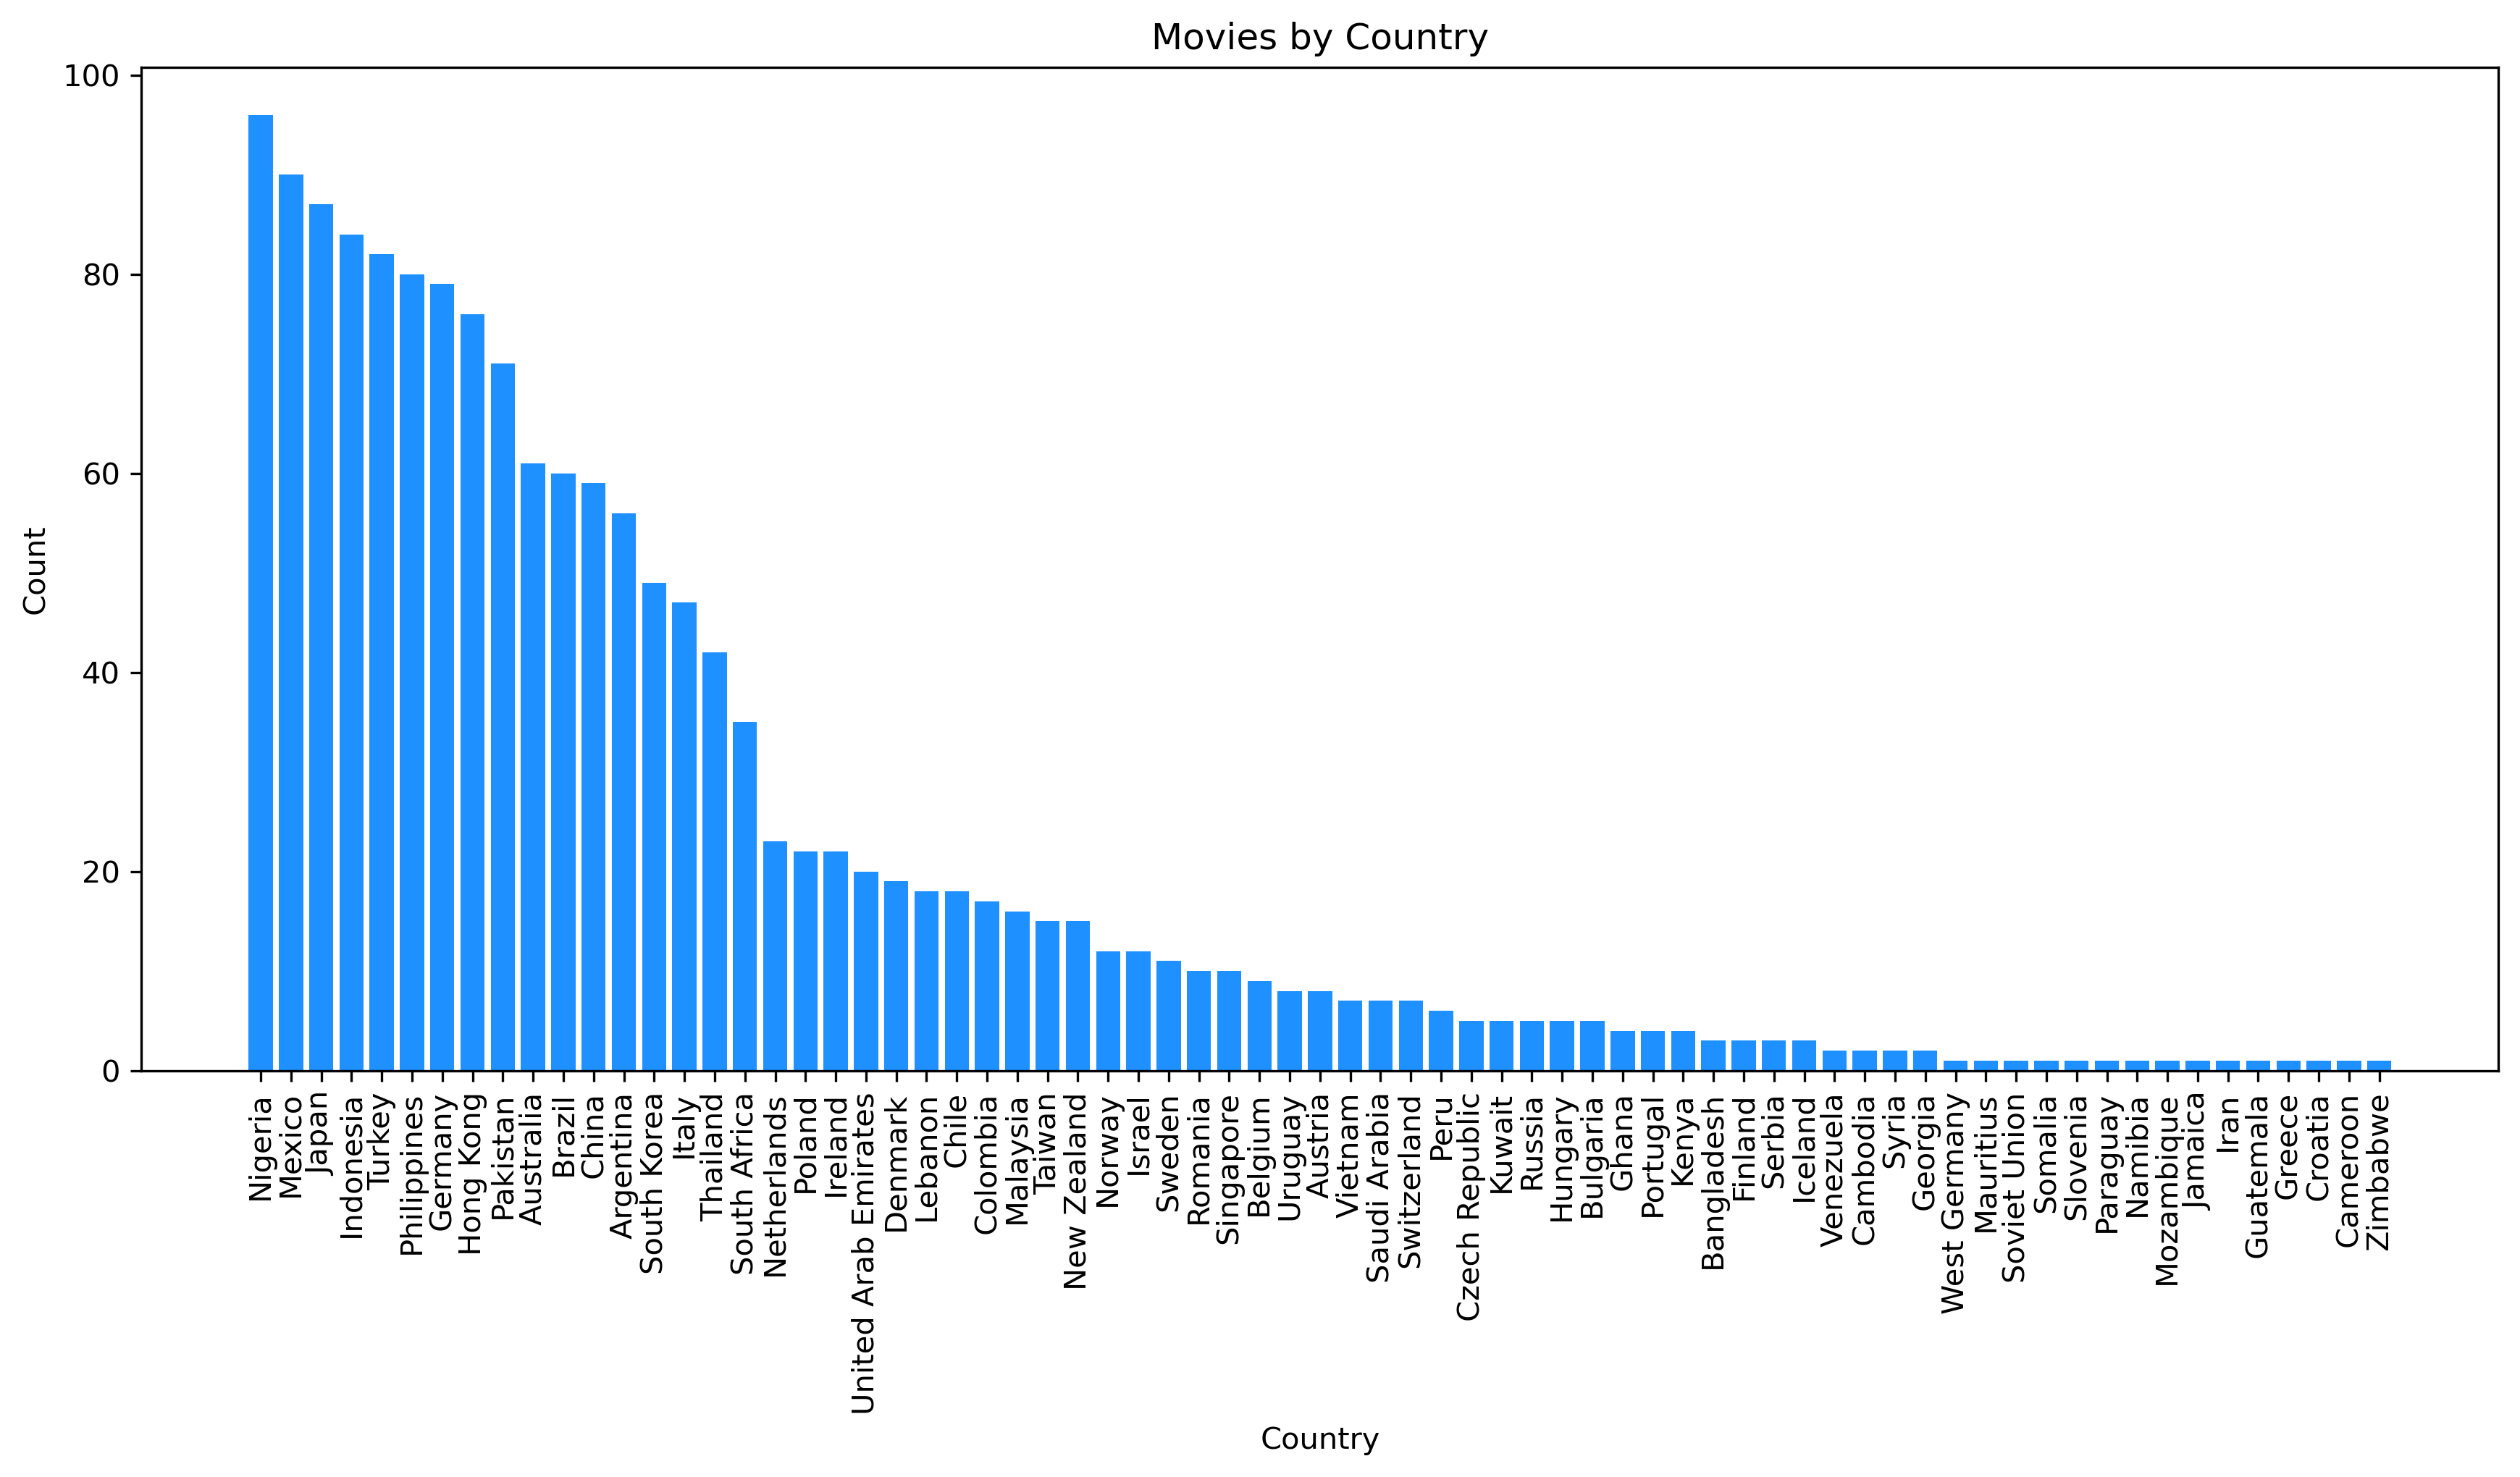 Movies by Country
100
80
60
40
20
0
Count
Nigeria
Mexico
Japan
Indonesia
Turkey
Philippines
Germany
Hong Kong
Pakistan
Australia
Brazil
China
Argentina
South Korea
Italy
Thailand
South Africa
Netherlands
Poland
Ireland
United Arab Emirates
Denmark
Lebanon
Chile
Colombia
Malaysia
Taiwan
New Zealand
Norway
Israel
Sweden
Romania
Singapore
Belgium
Uruguay
Austria
Vietnam
Saudi Arabia
Switzerland
Peru
Czech Republic
Kuwait
Russia
Hungary
Bulgaria
Ghana
Portugal
Kenya
Bangladesh
Finland
Serbia
Iceland
Venezuela
Cambodia
Syria
Georgia
West Germany
Mauritius
Soviet Union
Somalia
Slovenia
Paraguay
Nambia
Mozambique
Jamaica
Iran
Guatemala
Greece
Croatia
Cameroon
Zimbabwe
Country